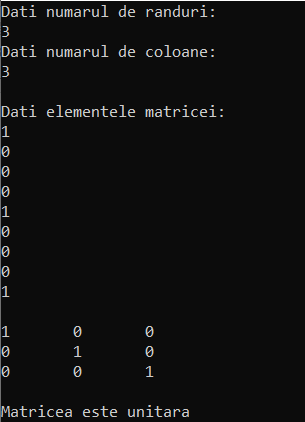 Dati numarul de randuri:
3
Dati numarul de coloane:
3
Dati elementele matricei:
1
0
0
0
1
0
0
0
1
1 0 0
0 1 0
0 0 1
Matricea este unitara